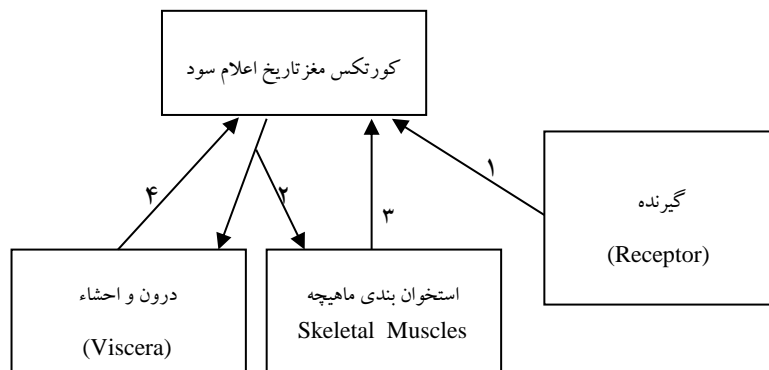 کورتکس مغزتاریخ اعلام سود
۴
۲
۳
۱
گیرنده
(Receptor)
درون و احشاء
(Viscera)
استخوان بندی ماهیچه
Skeletal Muscles